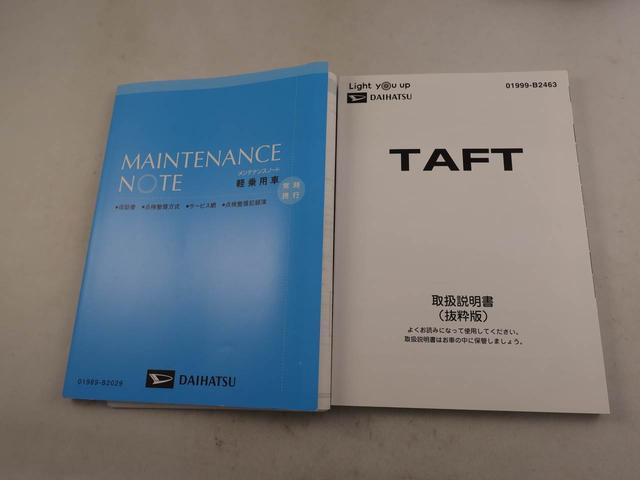 MAINTENANCE
NOTE
メンテナンスノート
軽乗用車
常時
携行
●保証書 ●点検整備方式 ●サービス網 ●点検整備記録簿
01989-B2029
DAIHATSU
Light you up
DAIHATSU
01999-B2463
TAFT
取扱説明書
(抜粋版)
よくお読みになって使用してください。
取扱説明書はお車の中に保管しましょう。